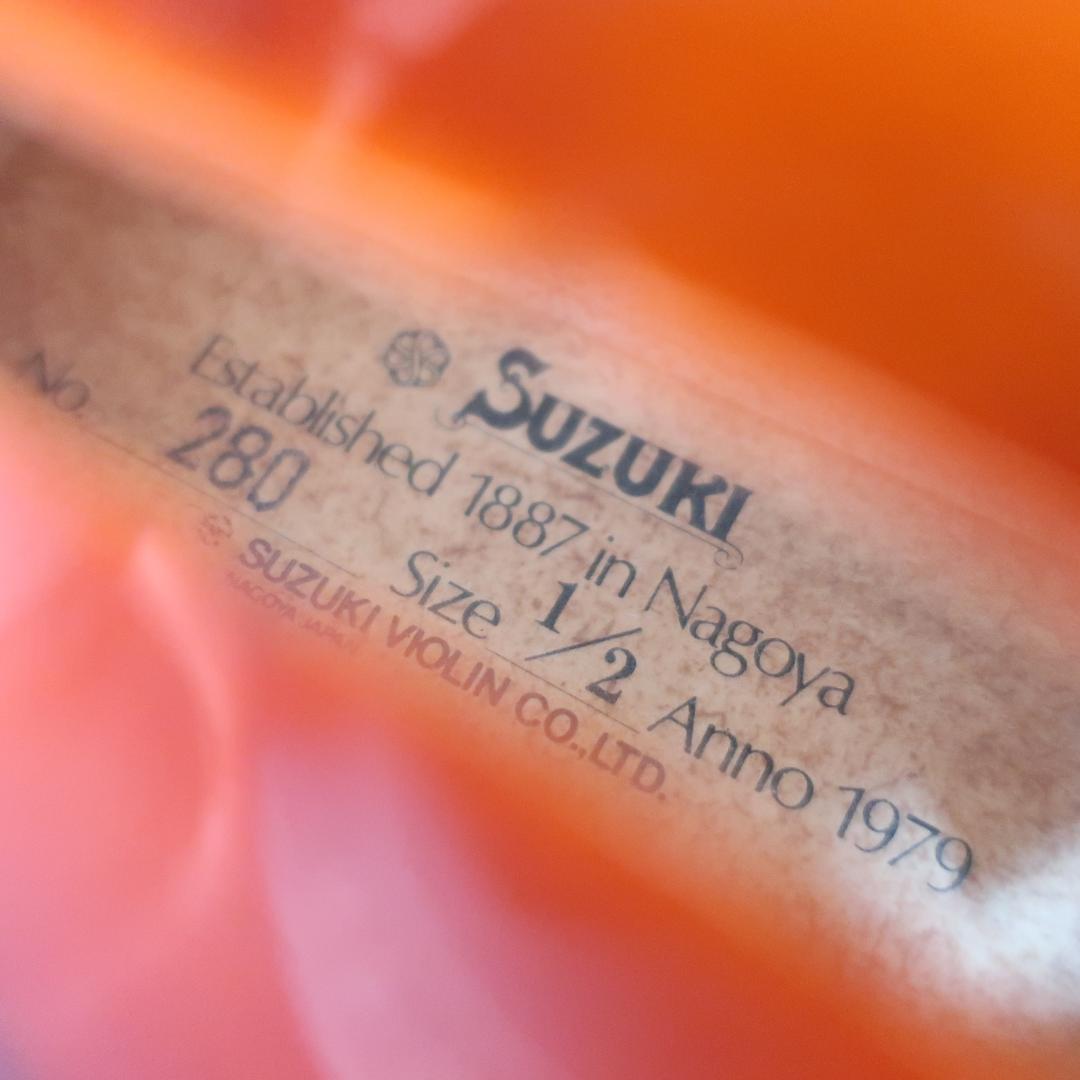 SUZUKI
Established 1887 in Nagoya
No. 280 Size 1/2 Anno 1979
SUZUKI VIOLIN CO.,LTD.
NAGOYA JAPAN